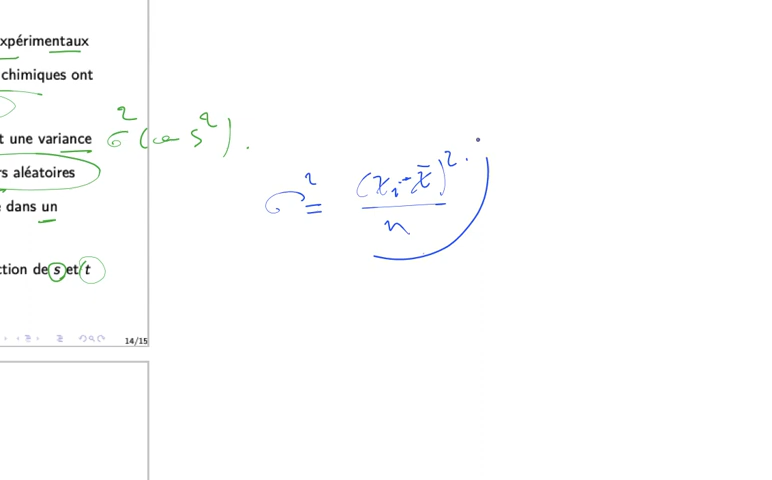 xpérimentaux
chimiques ont
t une variance σ² (ou s²).
rs aléatoires
e dans un
ction de s et t
14/15
σ² = (xᵢ - x̄)² / n